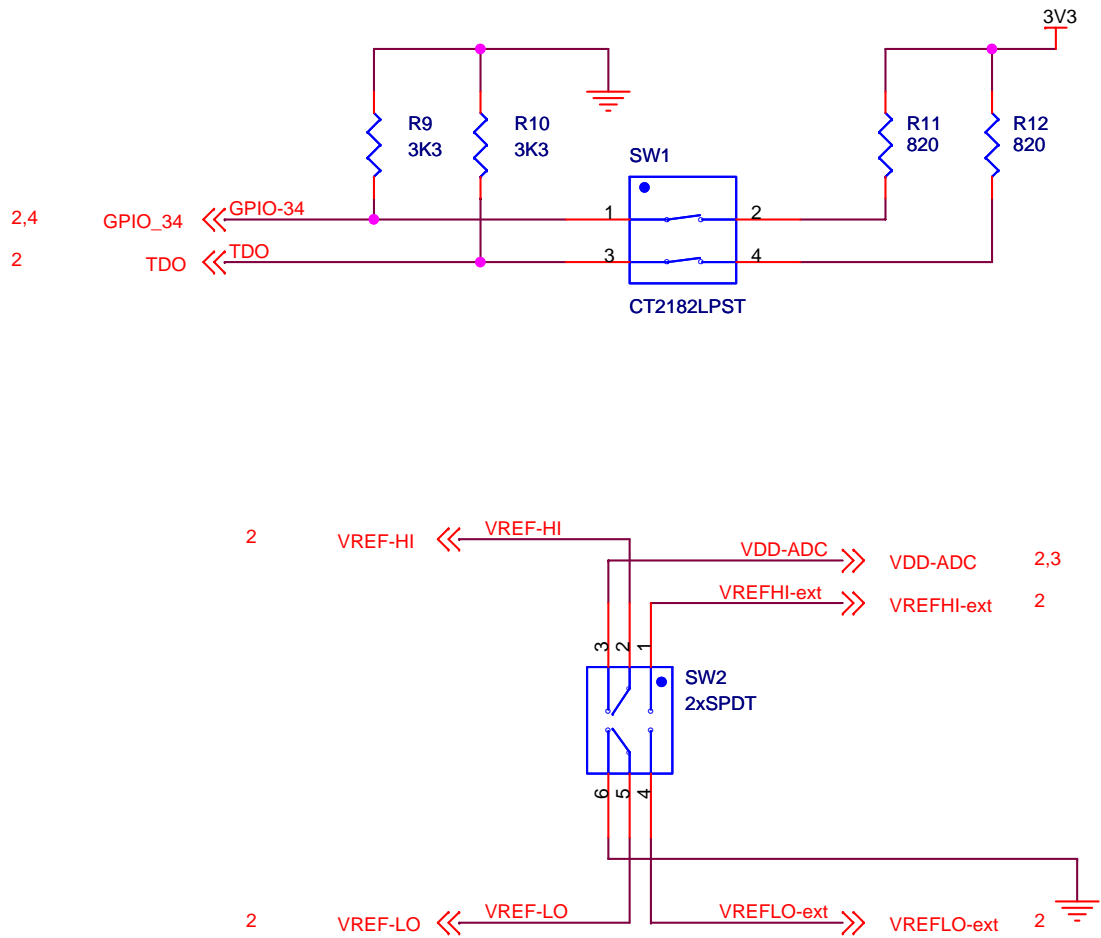 3V3
R9
3K3
R10
3K3
R11
820
R12
820
SW1
2,4
GPIO_34
GPIO-34
1
2
2
TDO
TDO
3
4
CT2182LPST
2
VREF-HI
VREF-HI
VDD-ADC
VDD-ADC
2,3
VREFHI-ext
VREFHI-ext
2
3
2
1
SW2
2xSPDT
6
5
4
2
VREF-LO
VREF-LO
VREFLO-ext
VREFLO-ext
2